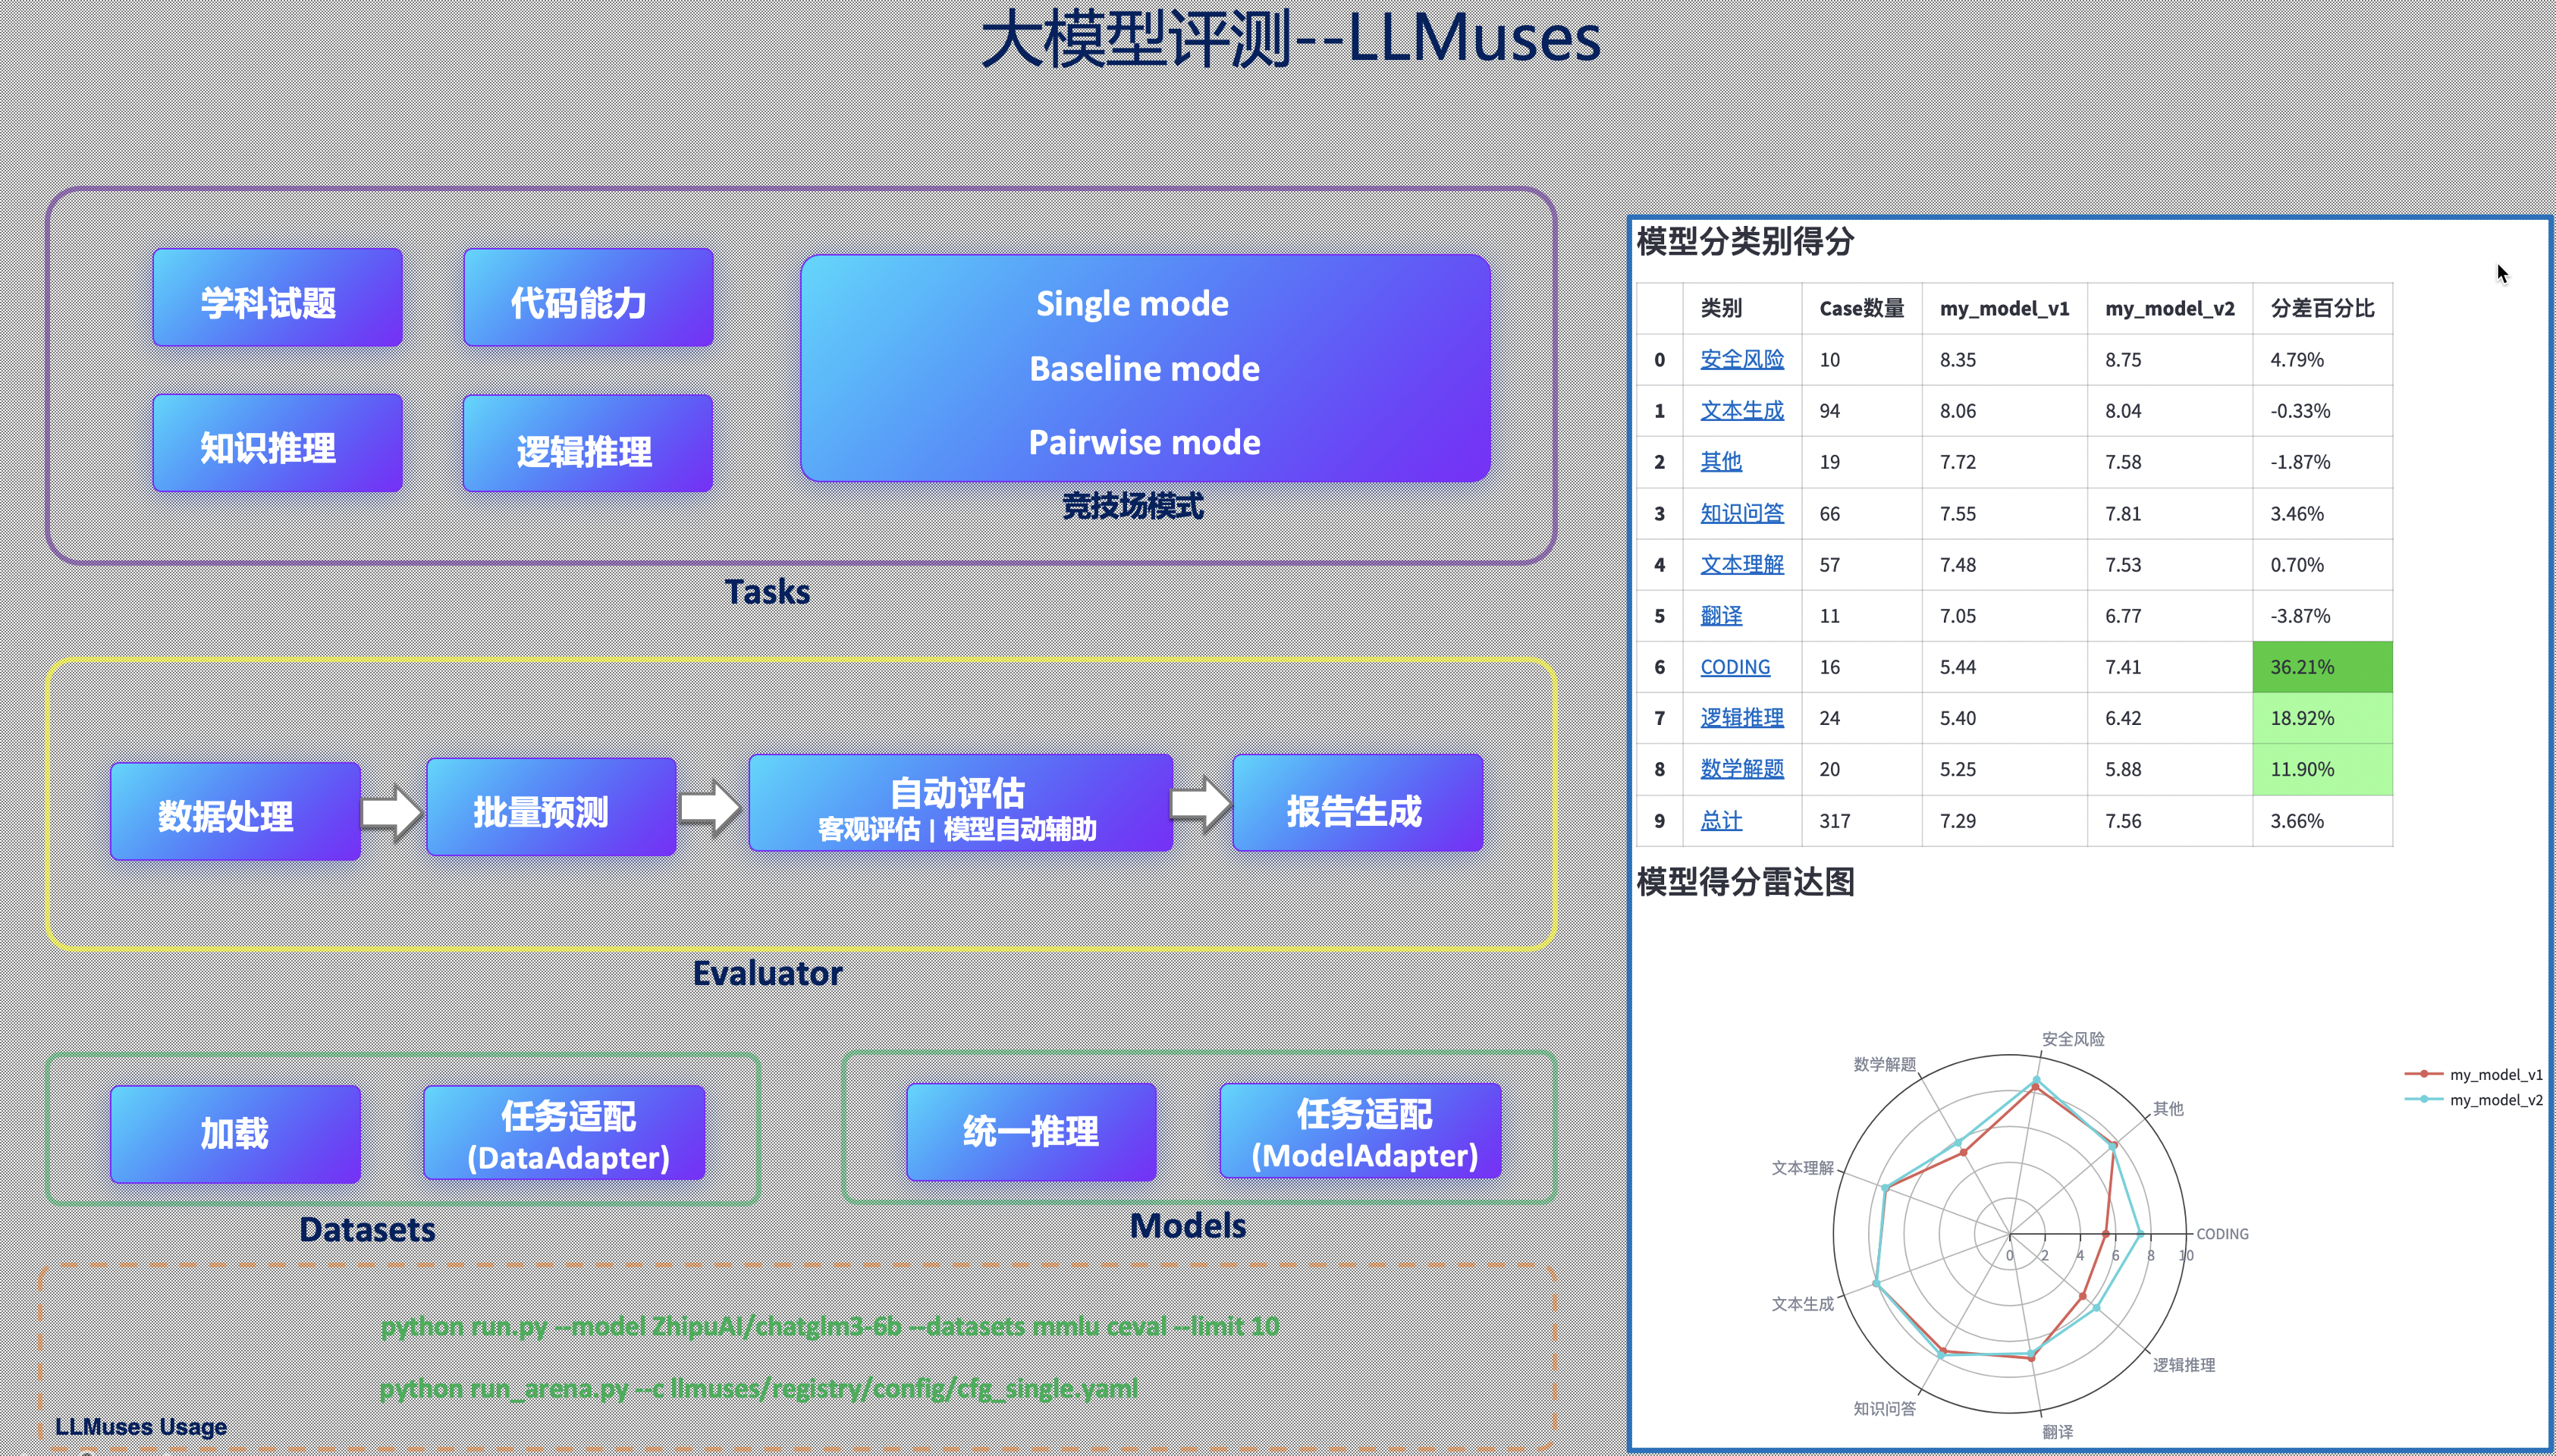 大模型评测--LLMuses
学科试题
代码能力
知识推理
逻辑推理
Single mode
Baseline mode
Pairwise mode
竞技场模式
Tasks
数据处理
批量预测
自动评估
客观评估 | 模型自动辅助
报告生成
Evaluator
加载
任务适配
(DataAdapter)
Datasets
统一推理
任务适配
(ModelAdapter)
Models
python run.py --model ZhipuAI/chatglm3-6b --datasets mmlu ceval --limit 10
python run_arena.py --c llmuses/registry/config/cfg_single.yaml
LLMuses Usage
模型分类别得分
类别 Case数量 my_model_v1 my_model_v2 分差百分比
0 安全风险 10 8.35 8.75 4.79%
1 文本生成 94 8.06 8.04 -0.33%
2 其他 19 7.72 7.58 -1.87%
3 知识问答 66 7.55 7.81 3.46%
4 文本理解 57 7.48 7.53 0.70%
5 翻译 11 7.05 6.77 -3.87%
6 CODING 16 5.44 7.41 36.21%
7 逻辑推理 24 5.40 6.42 18.92%
8 数学解题 20 5.25 5.88 11.90%
9 总计 317 7.29 7.56 3.66%
模型得分雷达图
安全风险
数学解题
其他
文本理解
CODING
0 2 4 6 8 10
文本生成
逻辑推理
知识问答
翻译
my_model_v1
my_model_v2